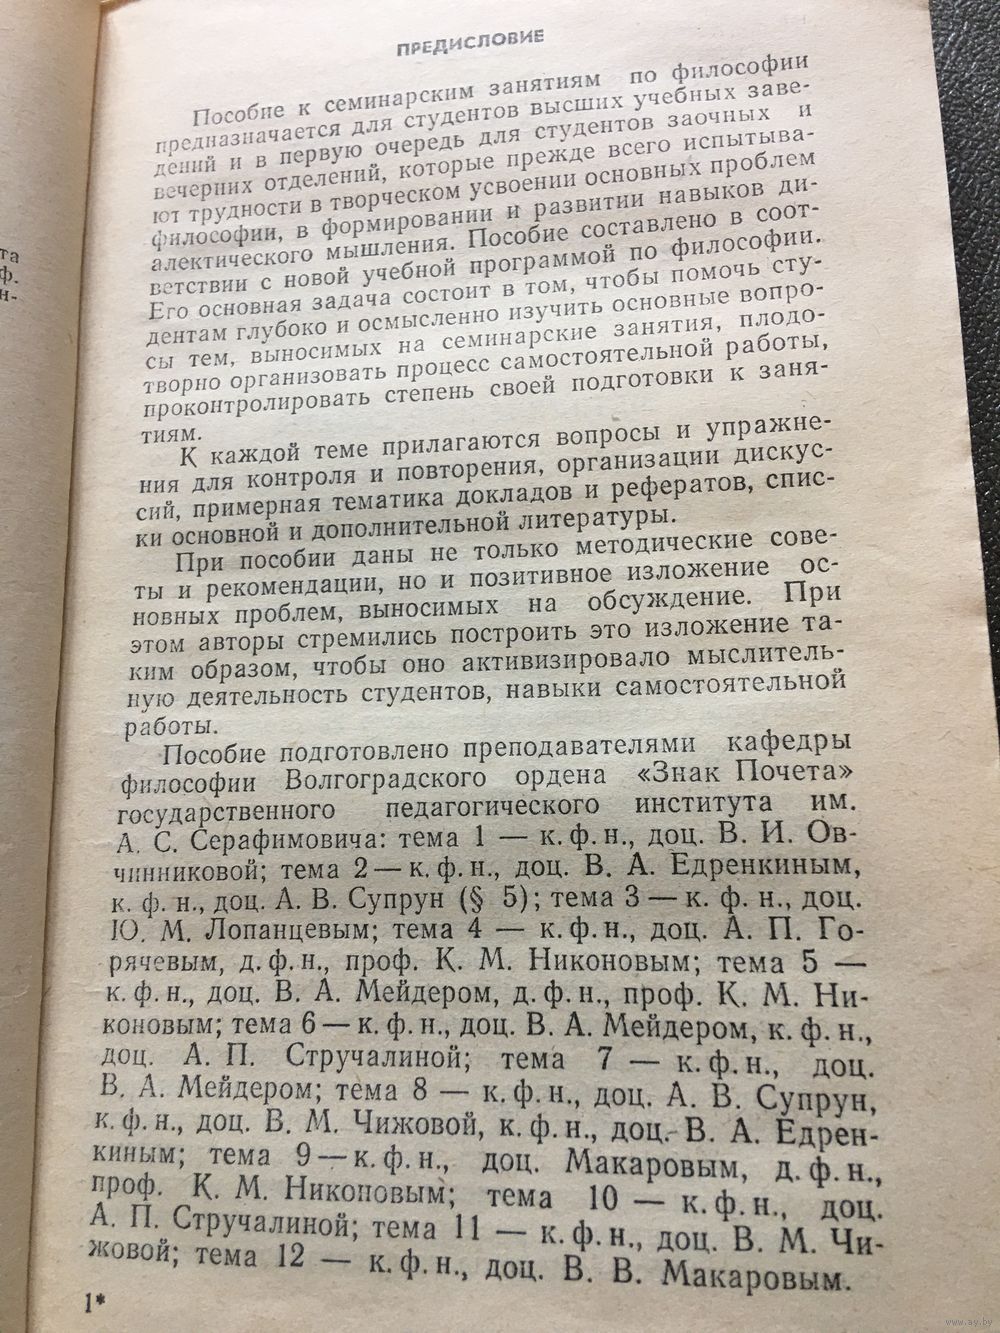 ПРЕДИСЛОВИЕ
Пособие к семинарским занятиям по философии
предназначается для студентов высших учебных заве-
дений и в первую очередь для студентов заочных и
вечерних отделений, которые прежде всего испытыва-
ют трудности в творческом усвоении основных проблем
философии, в формировании и развитии навыков ди-
алектического мышления. Пособие составлено в соот-
ветствии с новой учебной программой по философии.
Его основная задача состоит в том, чтобы помочь сту-
дентам глубоко и осмысленно изучить основные вопро-
сы тем, выносимых на семинарские занятия, плодо-
творно организовать процесс самостоятельной работы,
проконтролировать степень своей подготовки к заня-
тиям.
К каждой теме прилагаются вопросы и упражне-
ния для контроля и повторения, организации дискус-
сий, примерная тематика докладов и рефератов, спис-
ки основной и дополнительной литературы.
При пособии даны не только методические сове-
ты и рекомендации, но и позитивное изложение ос-
новных проблем, выносимых на обсуждение. При
этом авторы стремились построить это изложение та-
ким образом, чтобы оно активизировало мыслитель-
ную деятельность студентов, навыки самостоятельной
работы.
Пособие подготовлено преподавателями кафедры
философии Волгоградского ордена «Знак Почета»
государственного педагогического института им.
А. С. Серафимовича: тема 1 — к. ф. н., доц. В. И. Ов-
чинниковой; тема 2 — к. ф. н., доц. В. А. Едренкиным,
к. ф. н., доц. А. В. Супрун (§ 5); тема 3 — к. ф. н., доц.
Ю. М. Лопанцевым; тема 4 — к. ф. н., доц. А. П. Го-
рячевым, д. ф. н., проф. К. М. Никоновым; тема 5 —
к. ф. н., доц. В. А. Мейдером, д. ф. н., проф. К. М. Ни-
коновым; тема 6 — к. ф. н., доц. В. А. Мейдером, к. ф. н.,
доц. А. П. Стручалиной; тема 7 — к. ф. н., доц.
В. А. Мейдером; тема 8 — к. ф. н., доц. А. В. Супрун,
к. ф. н., доц. В. М. Чижовой, к. ф. н., доц. В. А. Едрен-
киным; тема 9 — к. ф. н., доц. Макаровым, д. ф. н.,
проф. К. М. Никоновым; тема 10 — к. ф. н., доц.
А. П. Стручалиной; тема 11 — к. ф. н., доц. В. М. Чи-
жовой; тема 12 — к. ф. н., доц. В. В. Макаровым.
1*
та
ф.
н-
www.ay.by